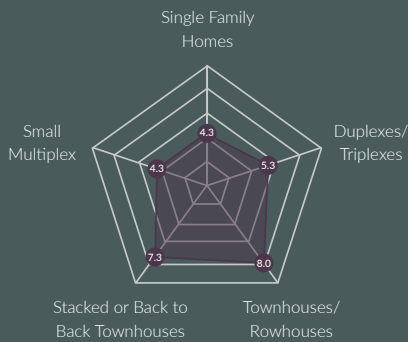 Single Family
Homes
4.3
Small
Multiplex
Duplexes/
Triplexes
4.3
5.3
7.3
8.0
Stacked or Back to
Back Townhouses
Townhouses/
Rowhouses